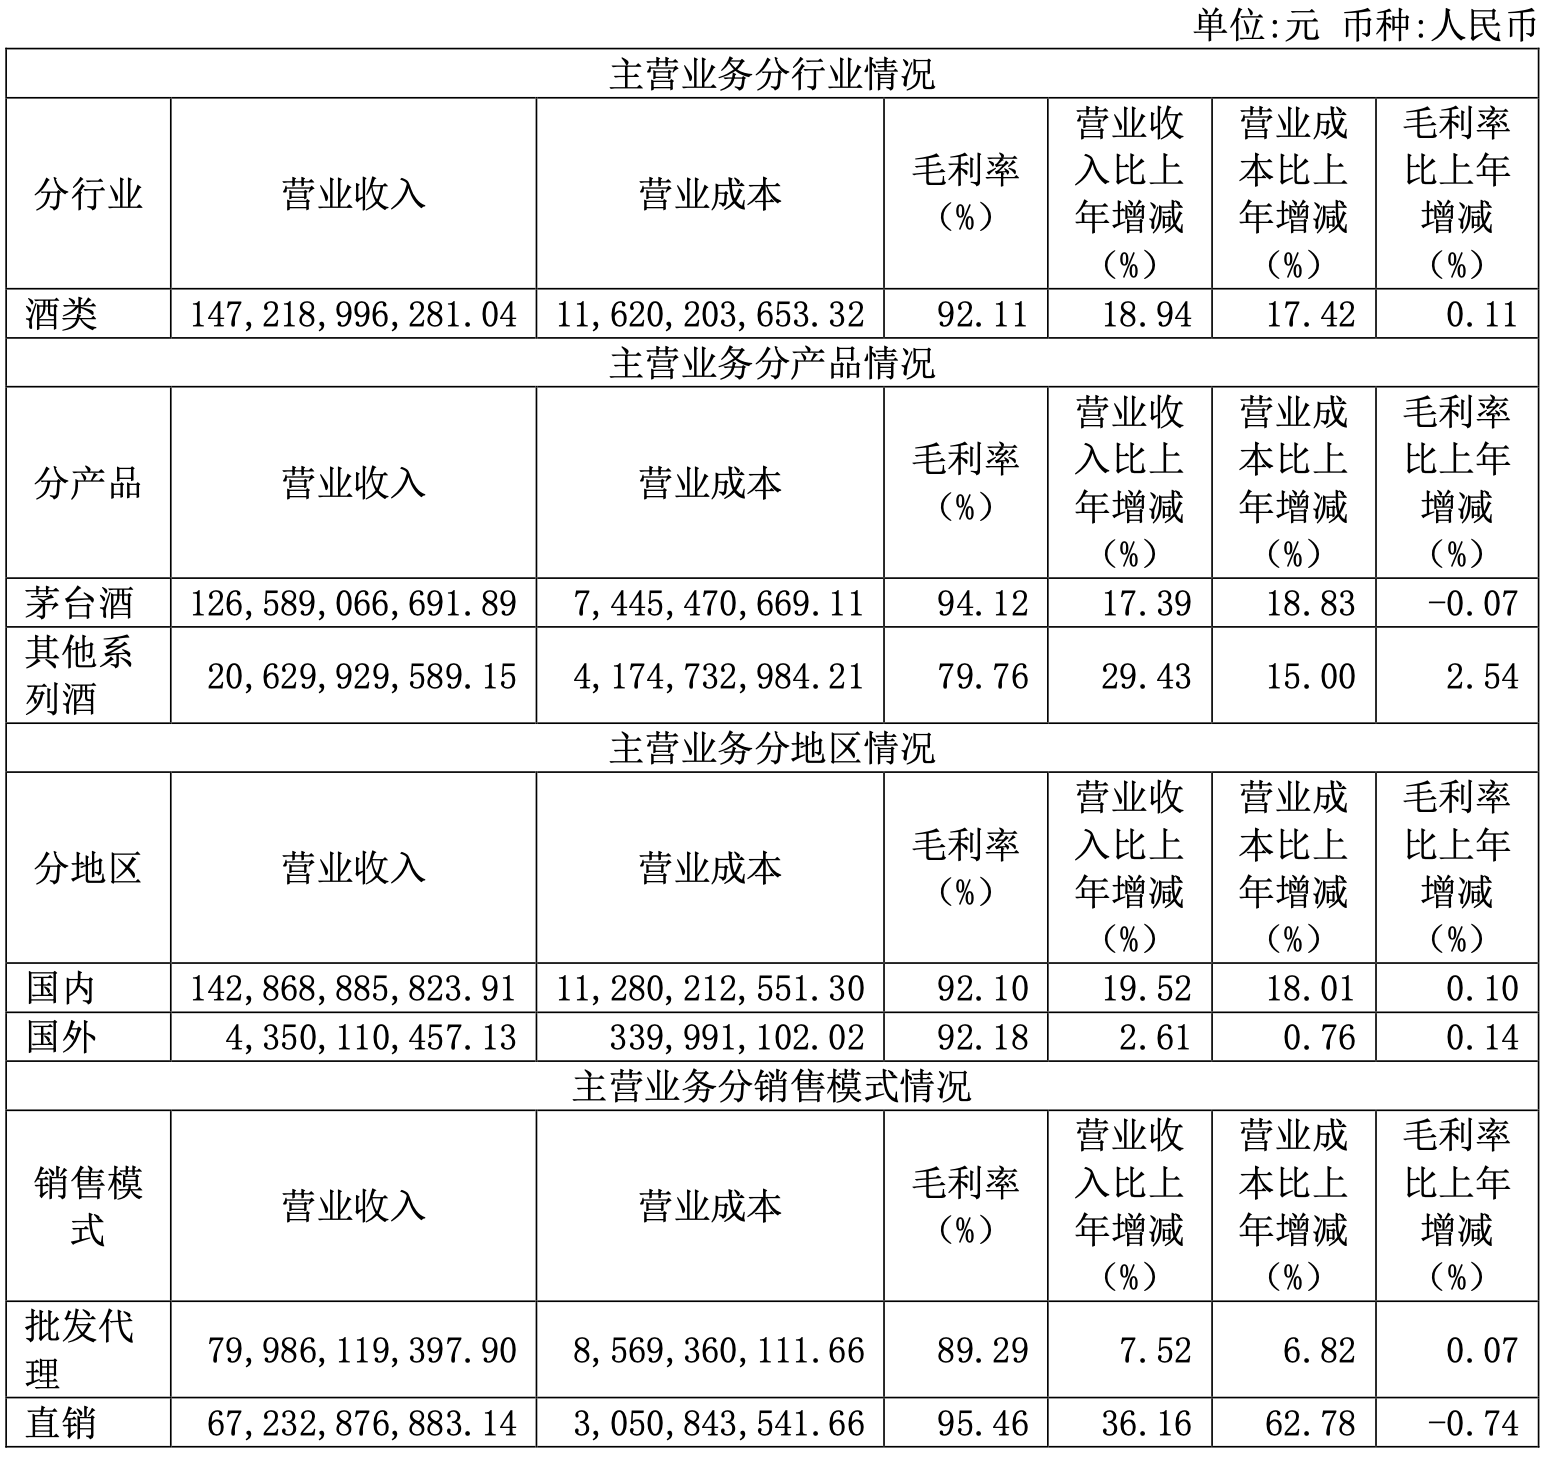 单位:元 币种:人民币
主营业务分行业情况
分行业 营业收入 营业成本 毛利率(%) 营业收入比上年增减(%) 营业成本比上年增减(%) 毛利率比上年增减(%)
酒类 147,218,996,281.04 11,620,203,653.32 92.11 18.94 17.42 0.11
主营业务分产品情况
分产品 营业收入 营业成本 毛利率(%) 营业收入比上年增减(%) 营业成本比上年增减(%) 毛利率比上年增减(%)
茅台酒 126,589,066,691.89 7,445,470,669.11 94.12 17.39 18.83 -0.07
其他系列酒 20,629,929,589.15 4,174,732,984.21 79.76 29.43 15.00 2.54
主营业务分地区情况
分地区 营业收入 营业成本 毛利率(%) 营业收入比上年增减(%) 营业成本比上年增减(%) 毛利率比上年增减(%)
国内 142,868,885,823.91 11,280,212,551.30 92.10 19.52 18.01 0.10
国外 4,350,110,457.13 339,991,102.02 92.18 2.61 0.76 0.14
主营业务分销售模式情况
销售模式 营业收入 营业成本 毛利率(%) 营业收入比上年增减(%) 营业成本比上年增减(%) 毛利率比上年增减(%)
批发代理 79,986,119,397.90 8,569,360,111.66 89.29 7.52 6.82 0.07
直销 67,232,876,883.14 3,050,843,541.66 95.46 36.16 62.78 -0.74